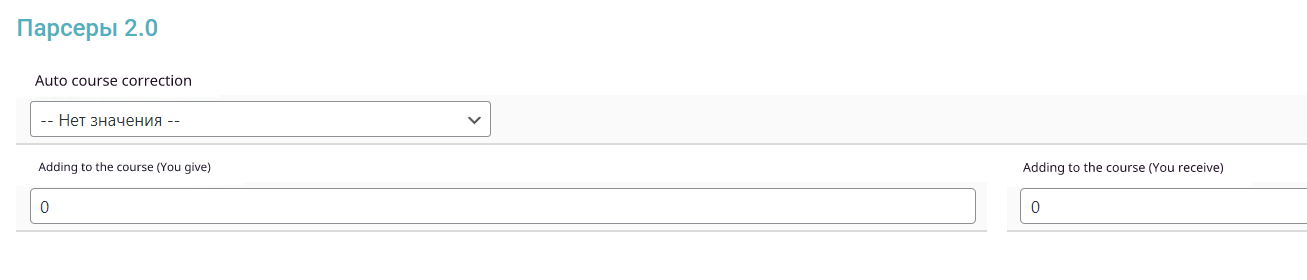 Парсеры 2.0
Auto course correction
-- Нет значения --
Adding to the course (You give)
Adding to the course (You receive)
0
0